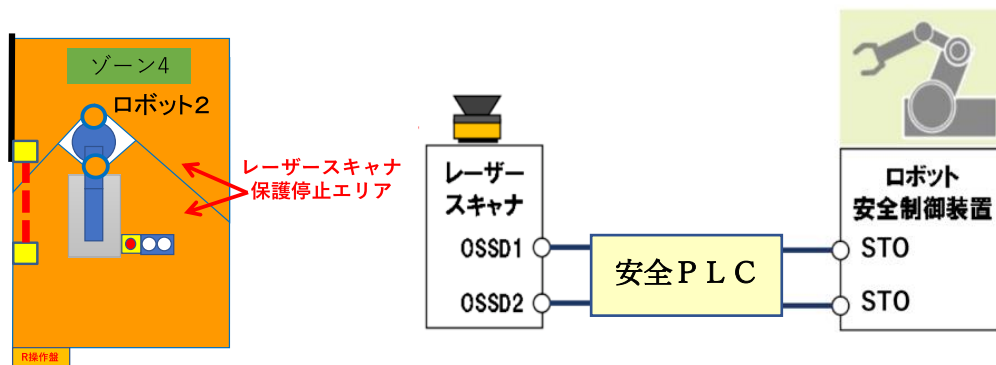 ゾーン4
ロボット2
レーザースキャナ
保護停止エリア
R操作盤
レーザー
スキャナ
OSSD1
OSSD2
安全PLC
ロボット
安全制御装置
STO
STO